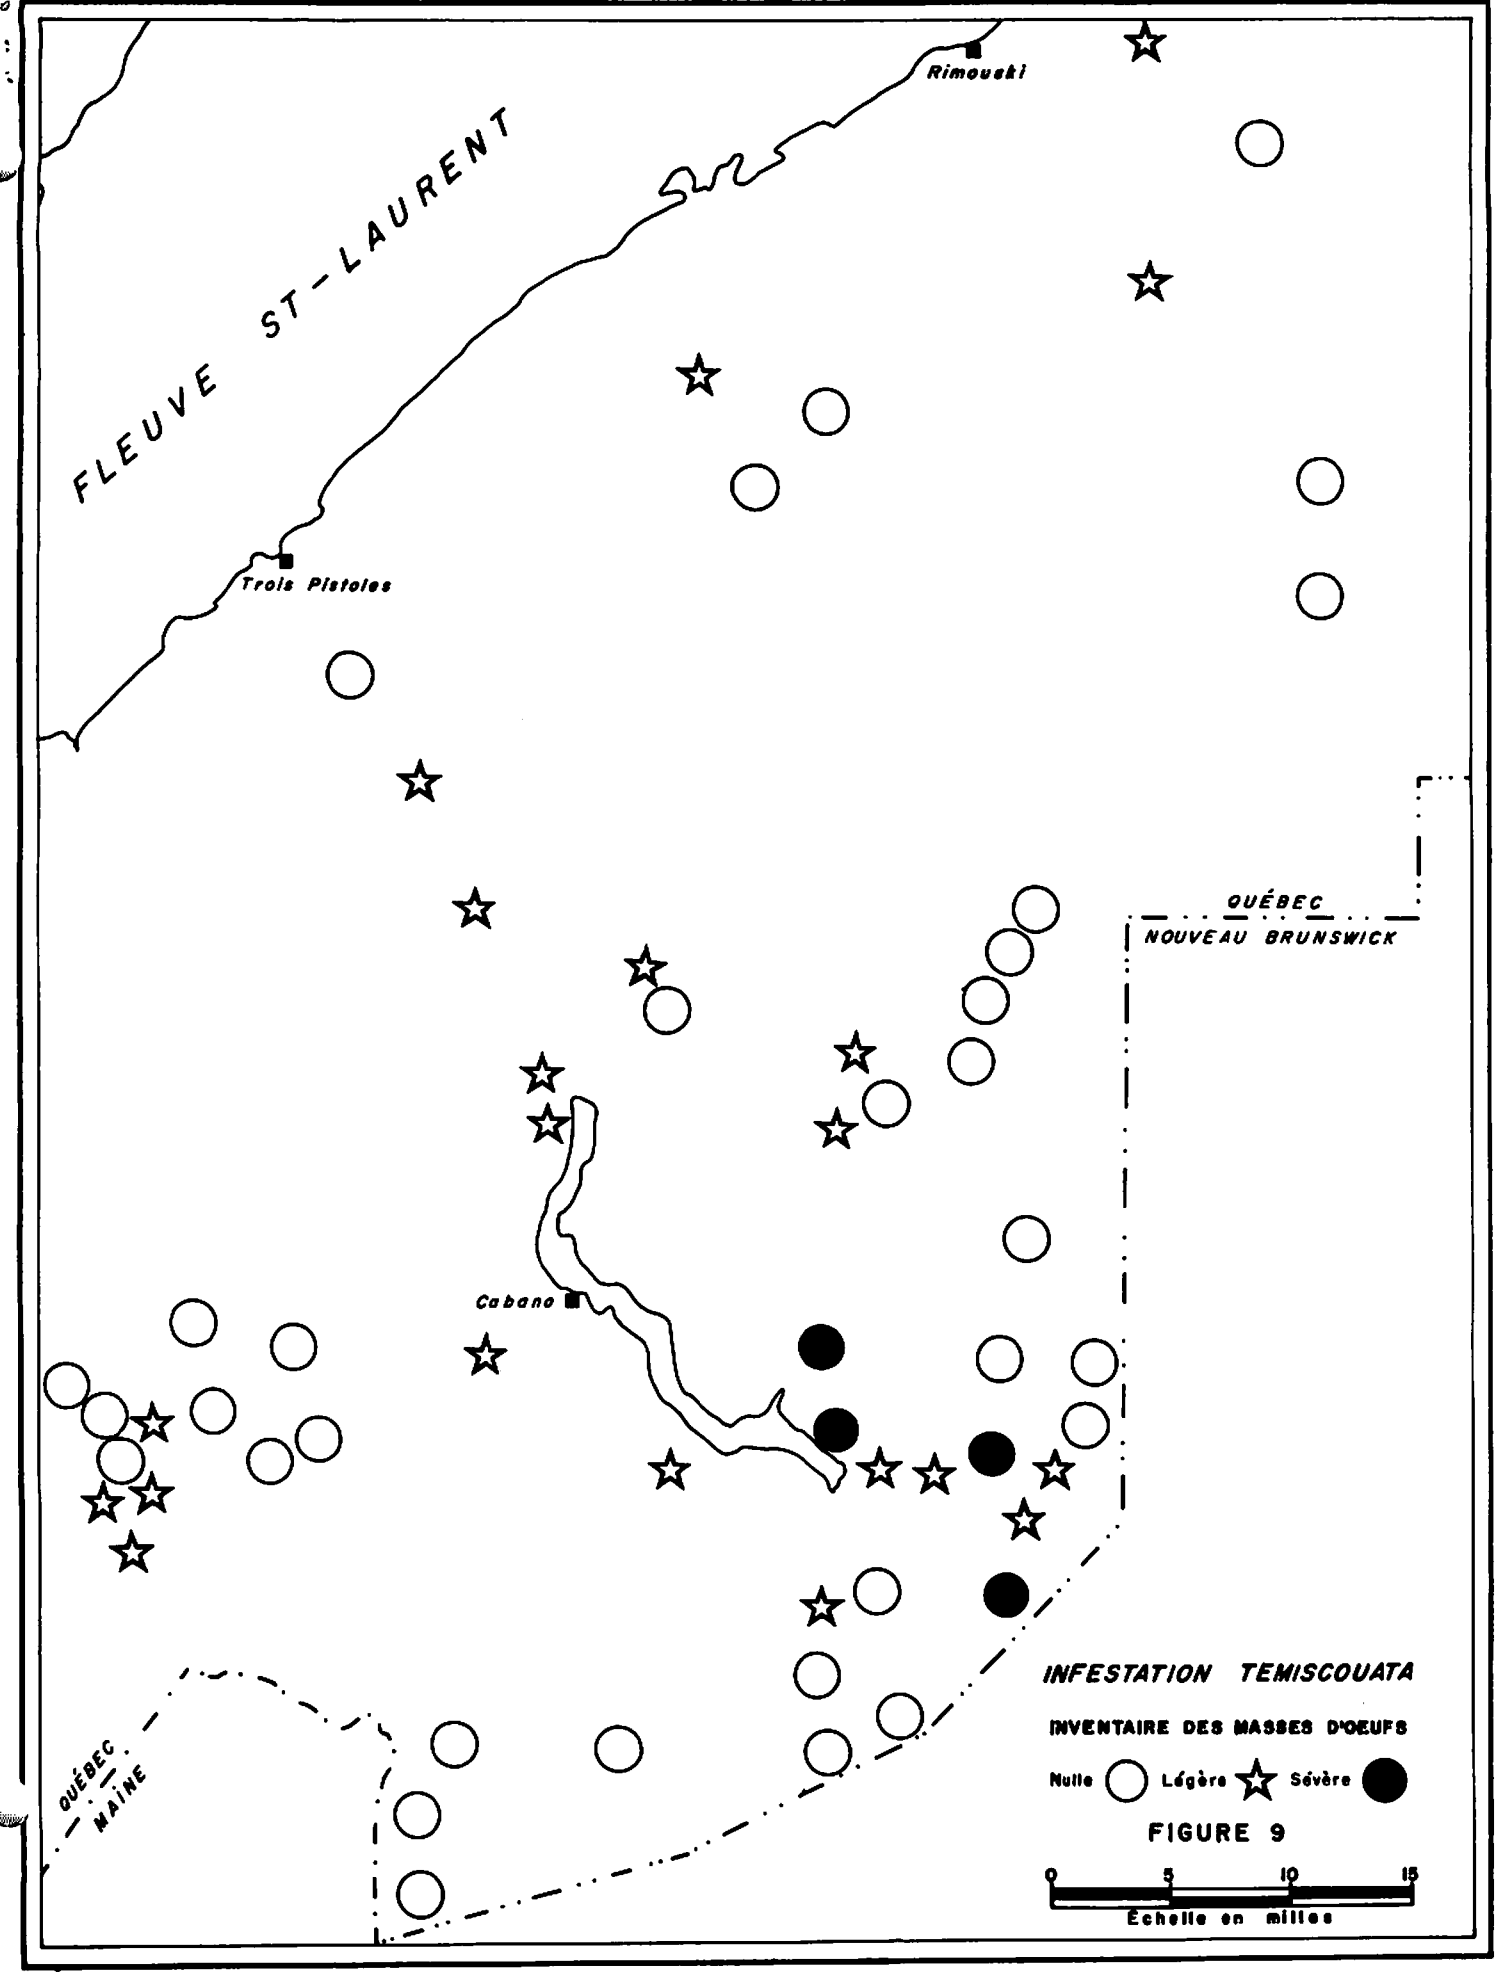 Rimouski
FLEUVE ST-LAURENT
Trois Pistoles
QUÉBEC
NOUVEAU BRUNSWICK
Cabano
QUÉBEC
MAINE
INFESTATION TEMISCOUATA
INVENTAIRE DES MASSES D'OEUFS
Nulle Légère Sévère
FIGURE 9
0 5 10 15
Échelle en milles